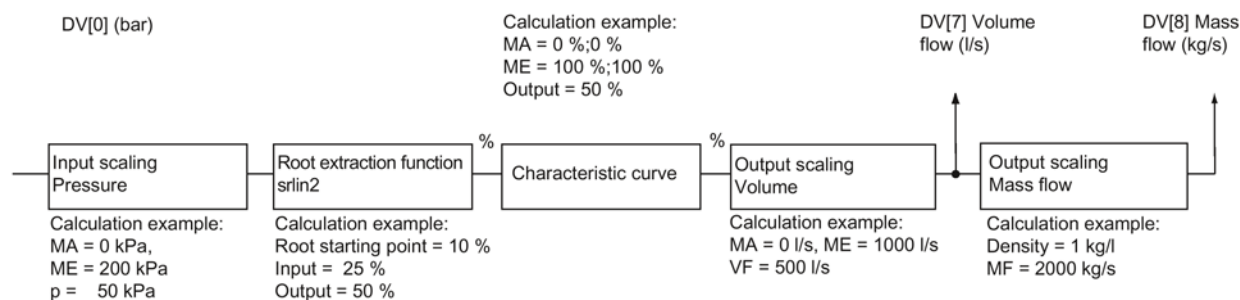 DV[0] (bar)
Calculation example:
MA = 0 %;0 %
ME = 100 %;100 %
Output = 50 %
DV[7] Volume
flow (l/s)
DV[8] Mass
flow (kg/s)
Input scaling
Pressure
Root extraction function
srlin2
%
Characteristic curve
%
Output scaling
Volume
Output scaling
Mass flow
Calculation example:
MA = 0 kPa,
ME = 200 kPa
p = 50 kPa
Calculation example:
Root starting point = 10 %
Input = 25 %
Output = 50 %
Calculation example:
MA = 0 l/s, ME = 1000 l/s
VF = 500 l/s
Calculation example:
Density = 1 kg/l
MF = 2000 kg/s